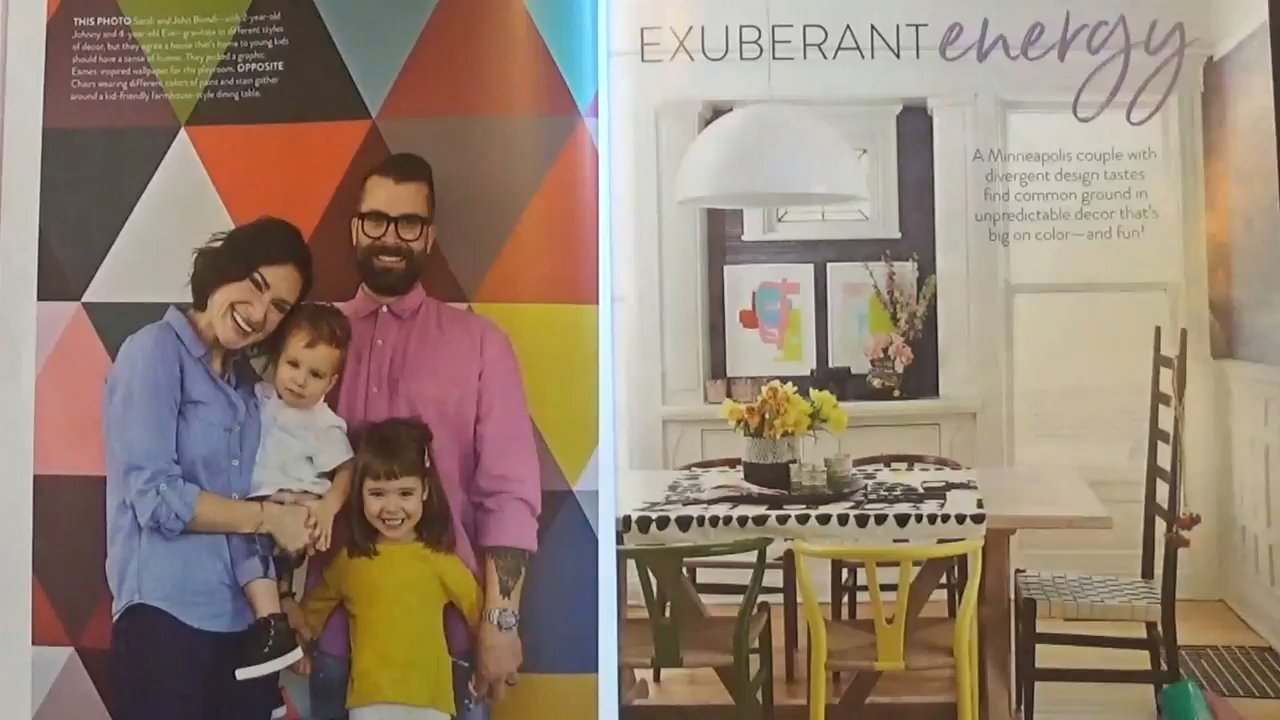 THIS PHOTO Sarah and John Biondi—with 2-year-old
Johnny and 4-year-old Evie—gravitate to different styles
of decor, but they agree a house that's home to young kids
should have a sense of humor. They picked a graphic
Eames-inspired wallpaper for the playroom. OPPOSITE
Chairs wearing different colors of paint and stain gather
around a kid-friendly farmhouse-style dining table.
EXUBERANT energy
A Minneapolis couple with
divergent design tastes
find common ground in
unpredictable decor that's
big on color—and fun!